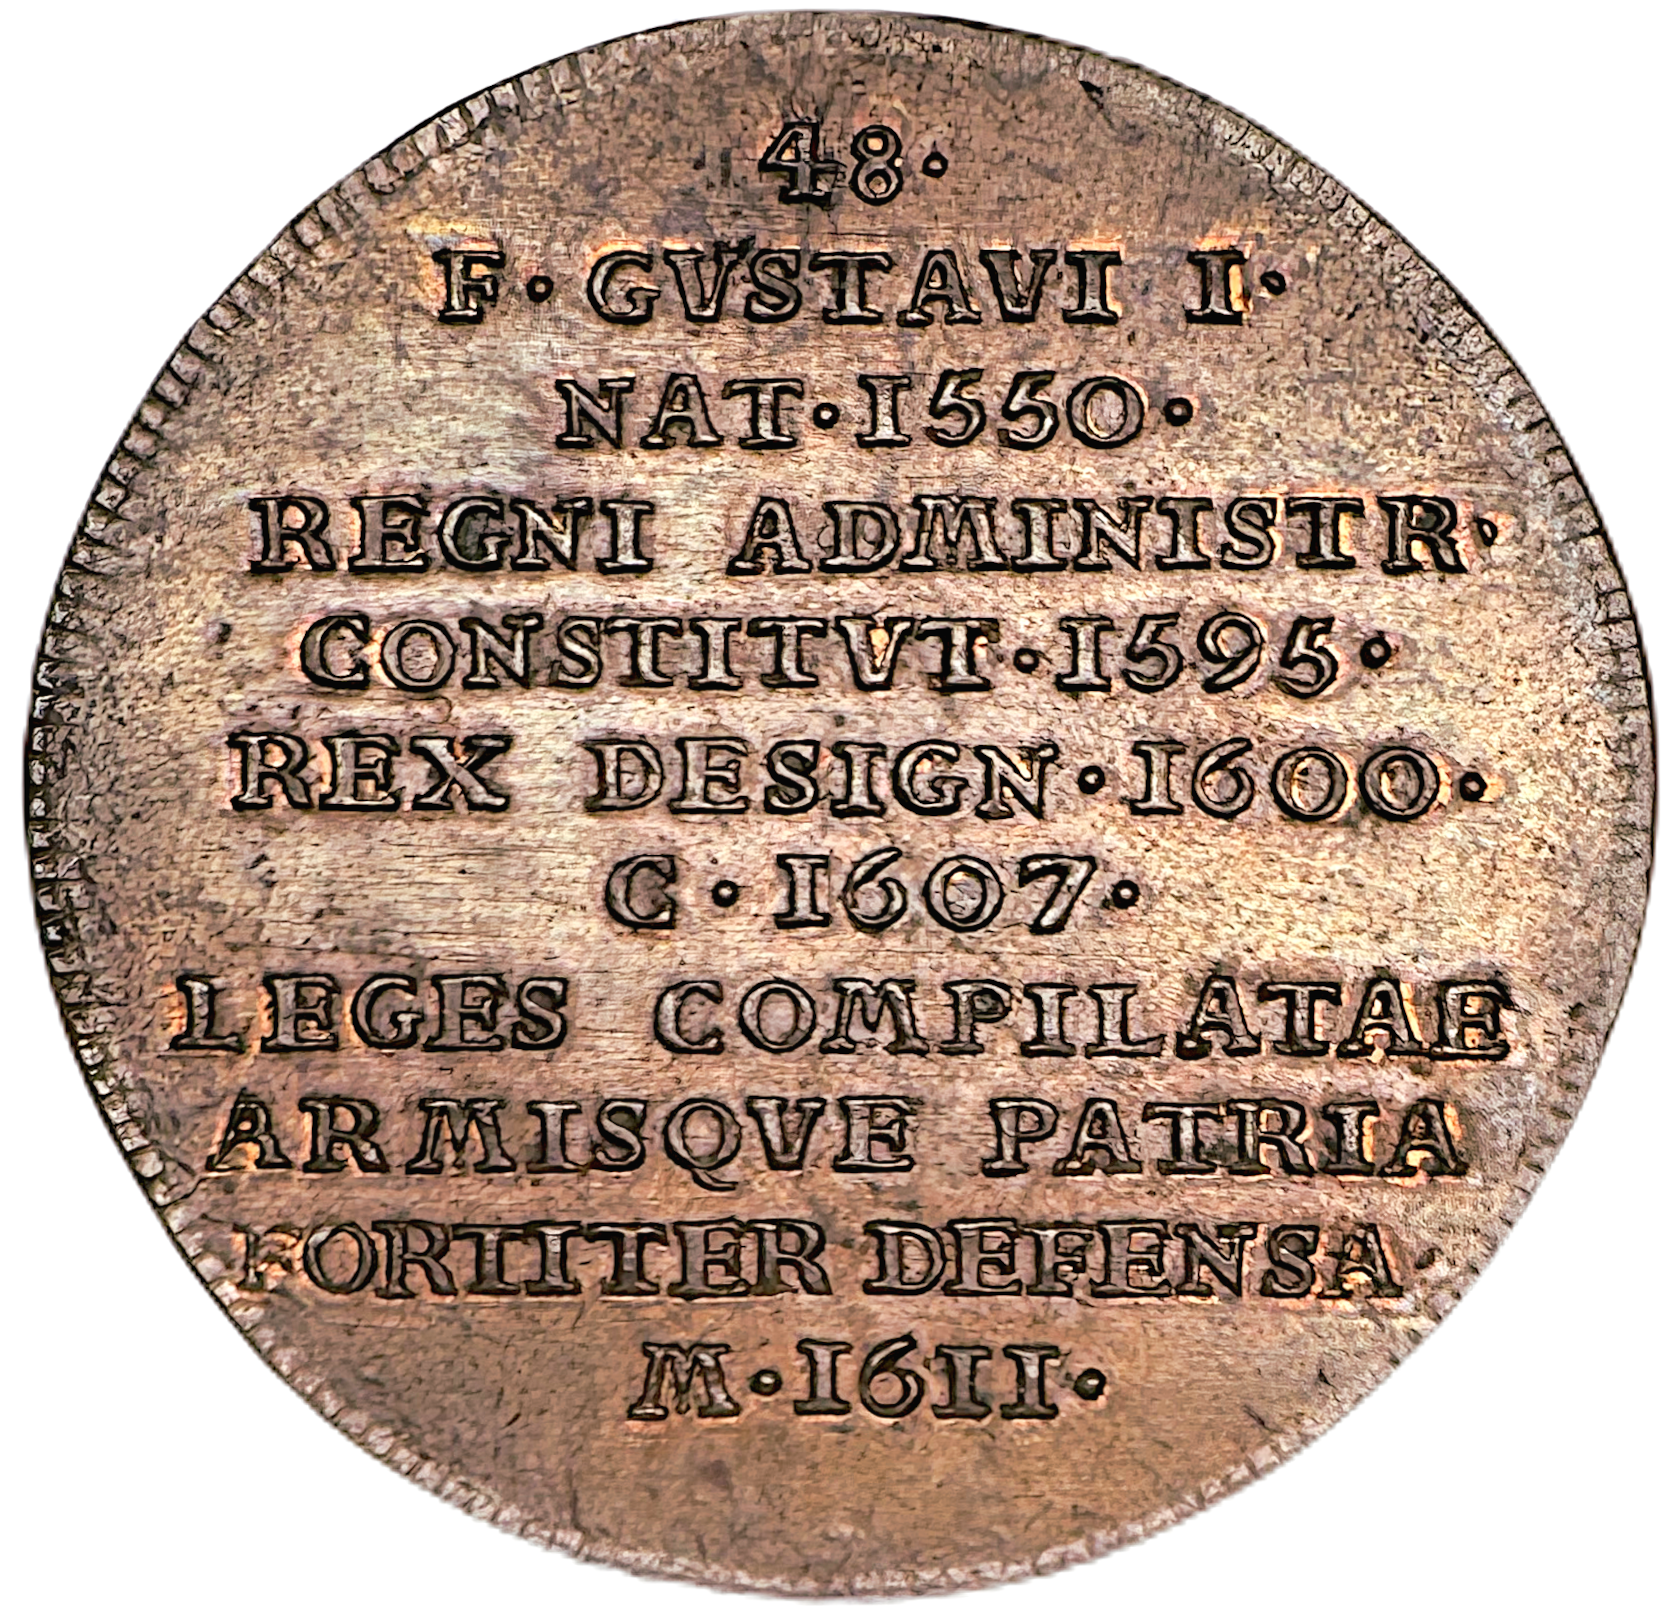 48·
F· GVSTAVI I·
NAT·1550·
REGNI ADMINISTR·
CONSTITVT·1595·
REX DESIGN·1600·
C·1607·
LEGES COMPILATAE
ARMISQVE PATRIA
FORTITER DEFENSA·
M·1611·